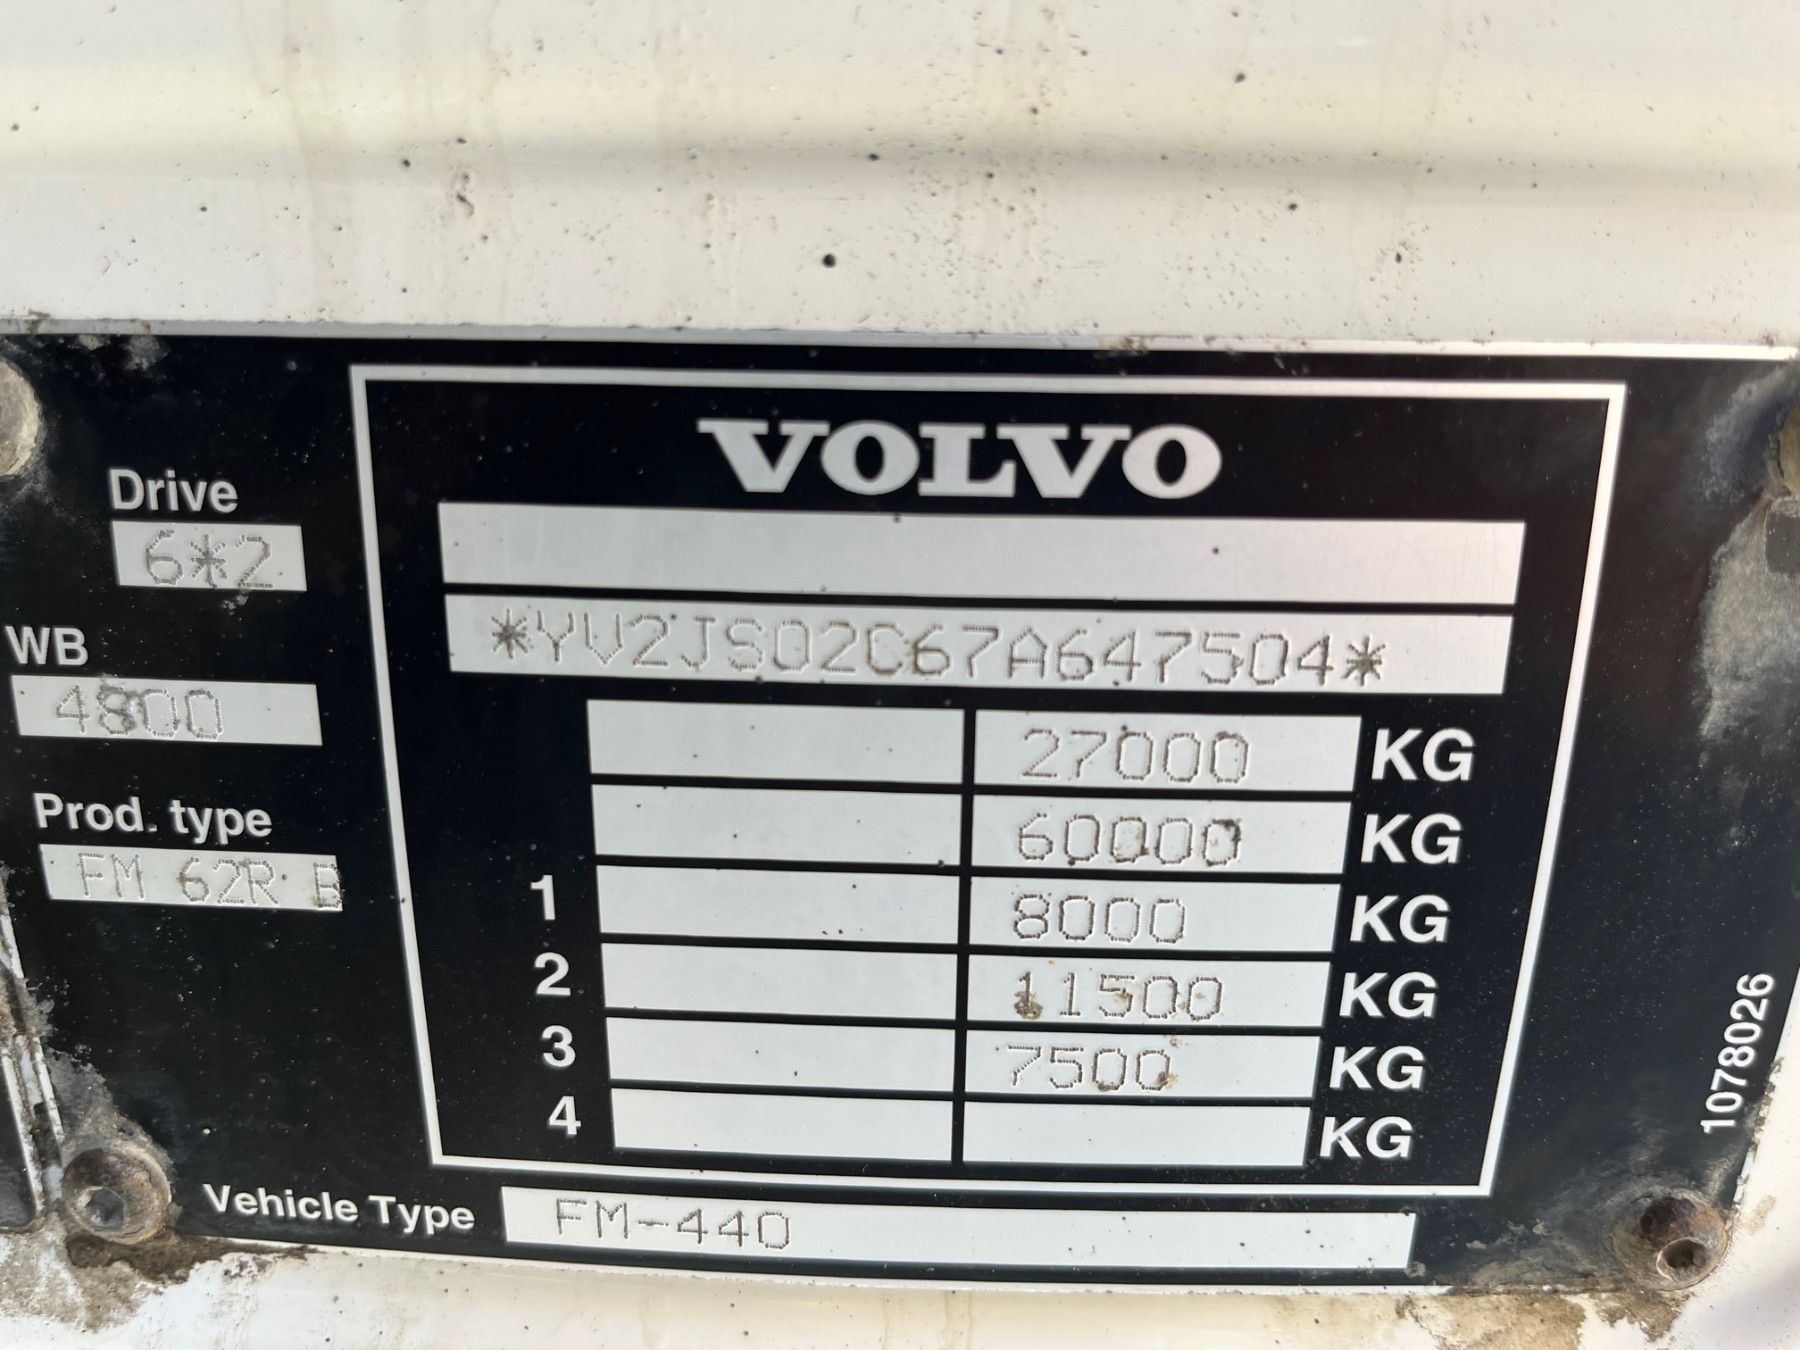 VOLVO
Drive
6*2
*YV2JS02C67A647504*
WB
4800
27000 KG
60000 KG
Prod. type
FM 62R B
1 8000 KG
2 11500 KG
3 7500 KG
4 KG
1078026
Vehicle Type FM-440